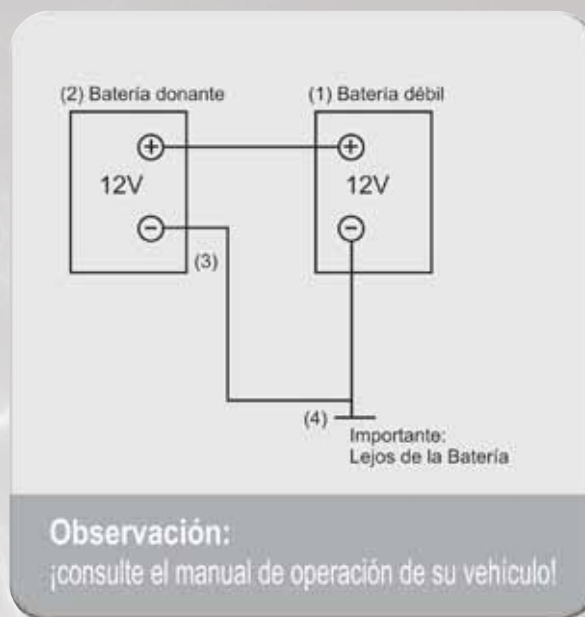 (2) Batería donante
(1) Batería débil
+
+
12V
12V
−
−
(3)
(4)
Importante:
Lejos de la Batería
Observación:
¡consulte el manual de operación de su vehículo!